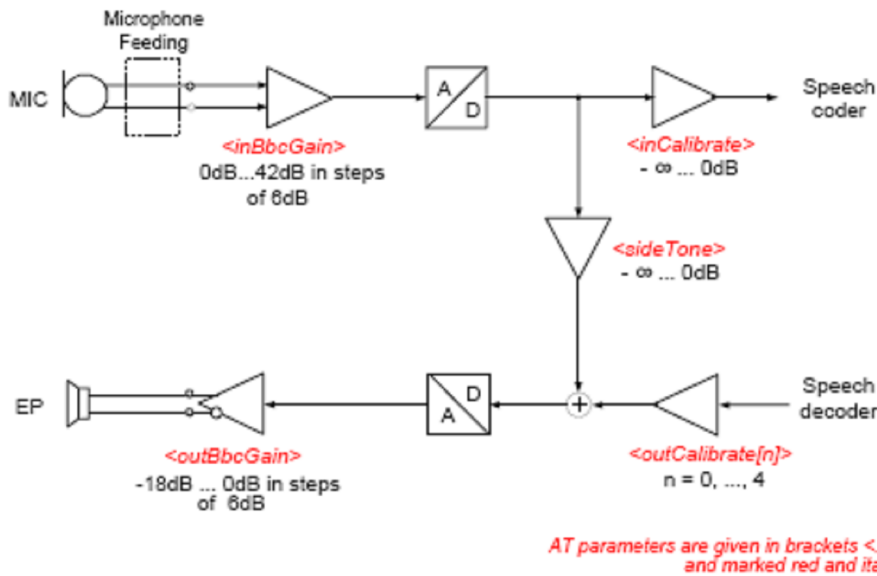 Microphone
Feeding
MIC
A
D
Speech
coder
<inBbcGain>
0dB...42dB in steps
of 6dB
<inCalibrate>
- ∞ ... 0dB
<sideTone>
- ∞ ... 0dB
EP
D
A
+
Speech
decoder
<outBbcGain>
-18dB ... 0dB in steps
of 6dB
<outCalibrate[n]>
n = 0, ..., 4
AT parameters are given in brackets <.
and marked red and ita